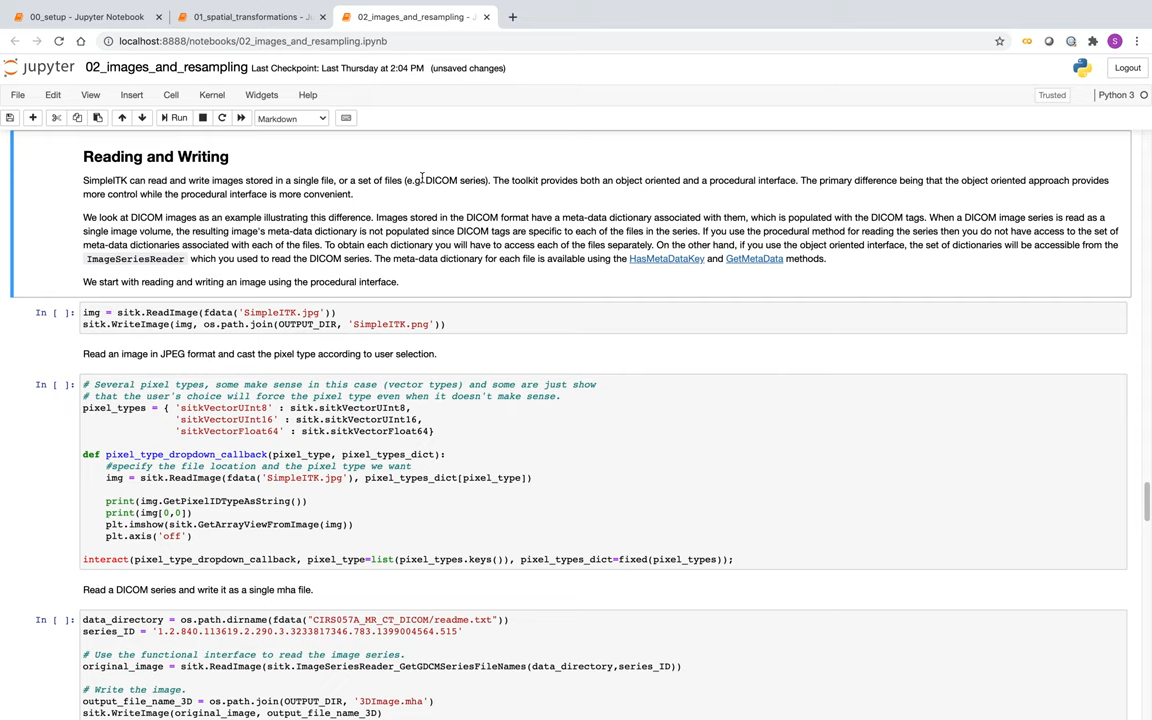 00_setup - Jupyter Notebook
01_spatial_transformations - Ju
02_images_and_resampling - J
localhost:8888/notebooks/02_images_and_resampling.ipynb
S
jupyter 02_images_and_resampling Last Checkpoint: Last Thursday at 2:04 PM (unsaved changes)
Logout
File Edit View Insert Cell Kernel Widgets Help
Trusted
Python 3
Run
Markdown
Reading and Writing
SimpleITK can read and write images stored in a single file, or a set of files (e.g. DICOM series). The toolkit provides both an object oriented and a procedural interface. The primary difference being that the object oriented approach provides
more control while the procedural interface is more convenient.
We look at DICOM images as an example illustrating this difference. Images stored in the DICOM format have a meta-data dictionary associated with them, which is populated with the DICOM tags. When a DICOM image series is read as a
single image volume, the resulting image's meta-data dictionary is not populated since DICOM tags are specific to each of the files in the series. If you use the procedural method for reading the series then you do not have access to the set of
meta-data dictionaries associated with each of the files. To obtain each dictionary you will have to access each of the files separately. On the other hand, if you use the object oriented interface, the set of dictionaries will be accessible from the
ImageSeriesReader which you used to read the DICOM series. The meta-data dictionary for each file is available using the HasMetaDataKey and GetMetaData methods.
We start with reading and writing an image using the procedural interface.
In [ ]: img = sitk.ReadImage(fdata('SimpleITK.jpg'))
sitk.WriteImage(img, os.path.join(OUTPUT_DIR, 'SimpleITK.png'))
Read an image in JPEG format and cast the pixel type according to user selection.
In [ ]: # Several pixel types, some make sense in this case (vector types) and some are just show
# that the user's choice will force the pixel type even when it doesn't make sense.
pixel_types = { 'sitkVectorUInt8' : sitk.sitkVectorUInt8,
'sitkVectorUInt16' : sitk.sitkVectorUInt16,
'sitkVectorFloat64' : sitk.sitkVectorFloat64}
def pixel_type_dropdown_callback(pixel_type, pixel_types_dict):
#specify the file location and the pixel type we want
img = sitk.ReadImage(fdata('SimpleITK.jpg'), pixel_types_dict[pixel_type])
print(img.GetPixelIDTypeAsString())
print(img[0,0])
plt.imshow(sitk.GetArrayViewFromImage(img))
plt.axis('off')
interact(pixel_type_dropdown_callback, pixel_type=list(pixel_types.keys()), pixel_types_dict=fixed(pixel_types));
Read a DICOM series and write it as a single mha file.
In [ ]: data_directory = os.path.dirname(fdata("CIRS057A_MR_CT_DICOM/readme.txt"))
series_ID = '1.2.840.113619.2.290.3.3233817346.783.1399004564.515'
# Use the functional interface to read the image series.
original_image = sitk.ReadImage(sitk.ImageSeriesReader_GetGDCMSeriesFileNames(data_directory,series_ID))
# Write the image.
output_file_name_3D = os.path.join(OUTPUT_DIR, '3DImage.mha')
sitk.WriteImage(original_image, output_file_name_3D)